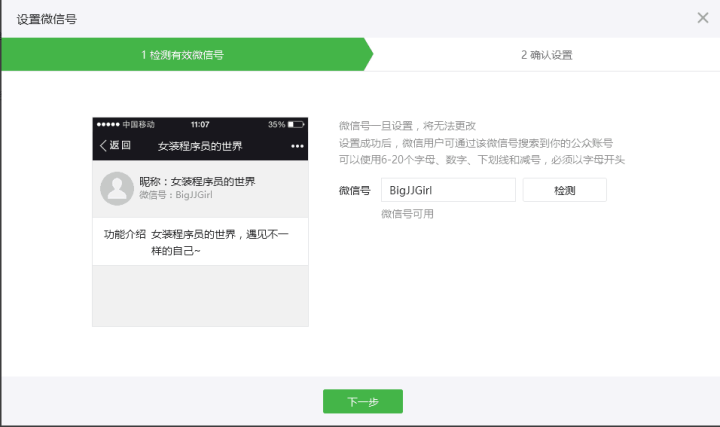 设置微信号
1 检测有效微信号
2 确认设置
中国移动 11:07 35%
返回 女装程序员的世界
昵称：女装程序员的世界
微信号：BigJJGirl
功能介绍 女装程序员的世界，遇见不一
样的自己~
微信号一旦设置，将无法更改
设置成功后，微信用户可通过该微信号搜索到你的公众账号
可以使用6-20个字母、数字、下划线和减号，必须以字母开头
微信号 BigJJGirl 检测
微信号可用
下一步